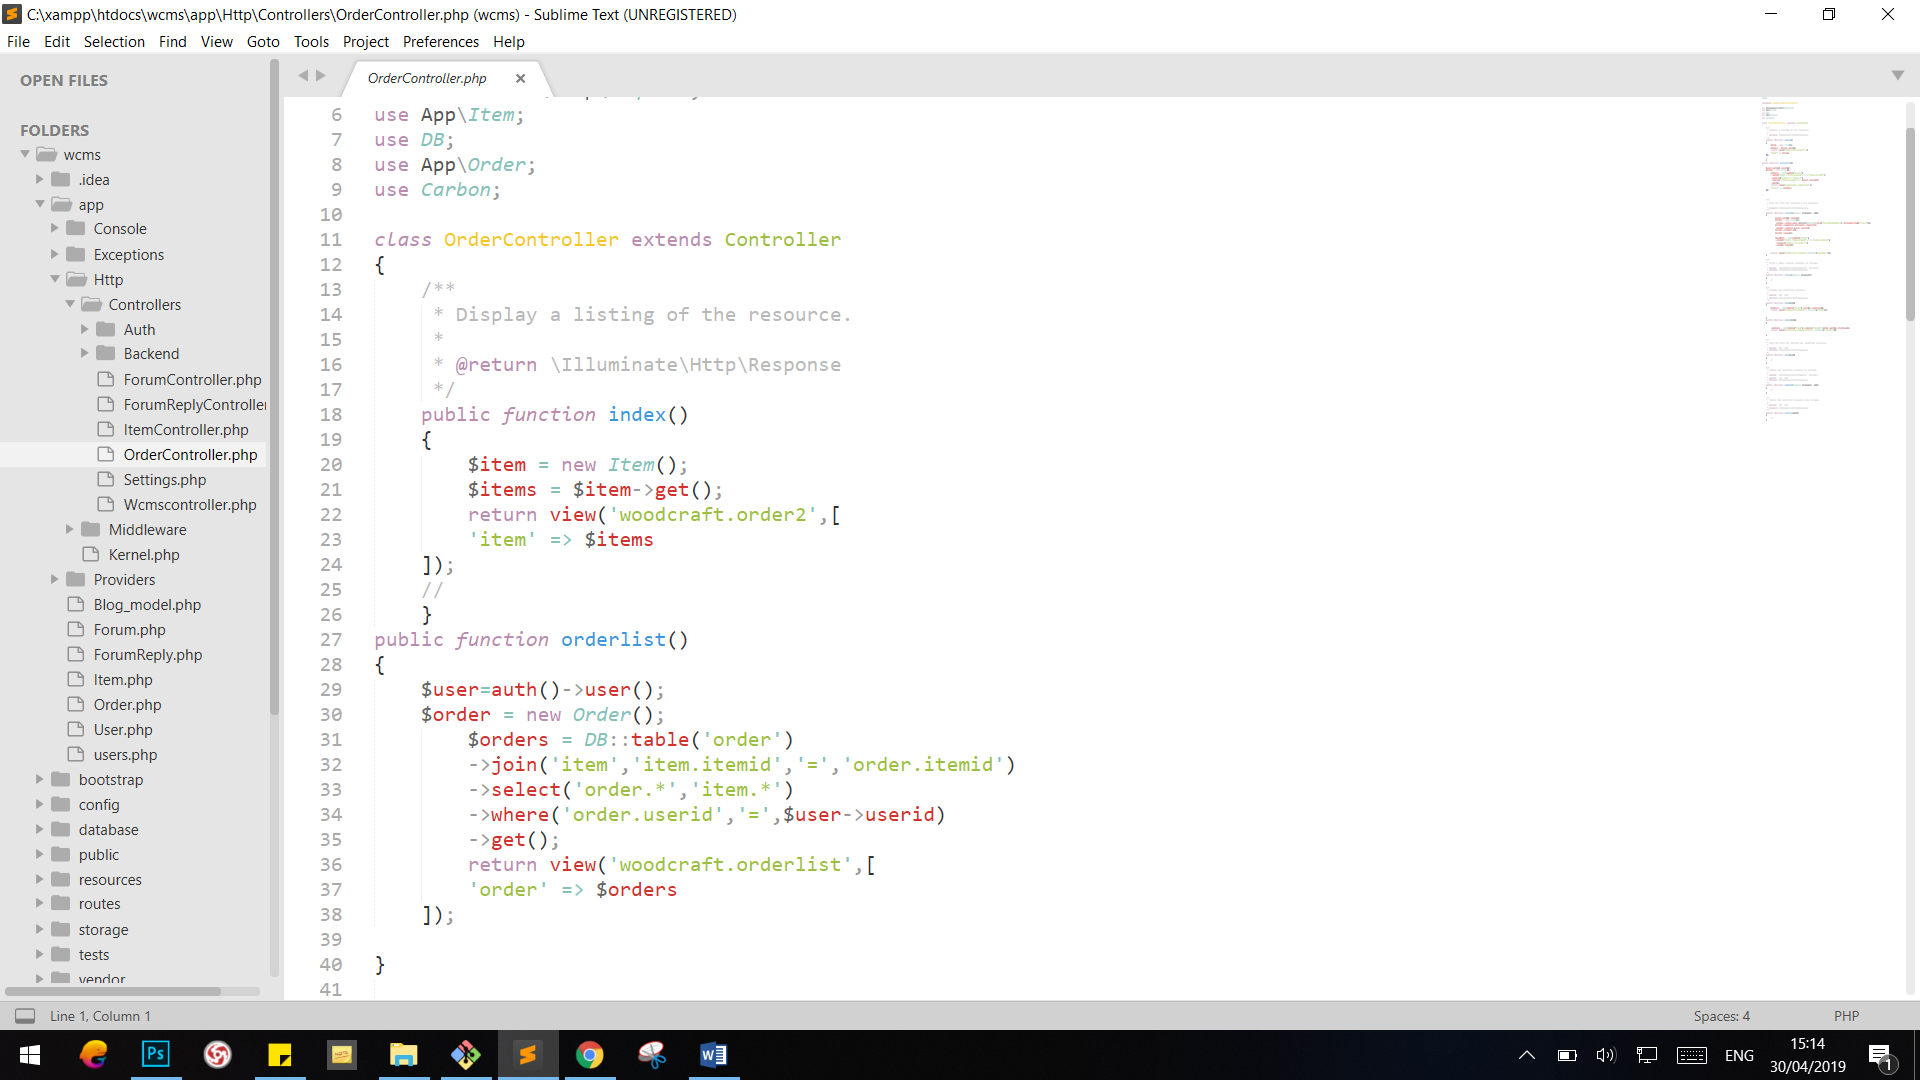 C:\xampp\htdocs\wcms\app\Http\Controllers\OrderController.php (wcms) - Sublime Text (UNREGISTERED)
File Edit Selection Find View Goto Tools Project Preferences Help
OPEN FILES
FOLDERS
wcms
.idea
app
Console
Exceptions
Http
Controllers
Auth
Backend
ForumController.php
ForumReplyController
ItemController.php
OrderController.php
Settings.php
Wcmscontroller.php
Middleware
Kernel.php
Providers
Blog_model.php
Forum.php
ForumReply.php
Item.php
Order.php
User.php
users.php
bootstrap
config
database
public
resources
routes
storage
tests
vendor
OrderController.php
6 use App\Item;
7 use DB;
8 use App\Order;
9 use Carbon;
10
11 class OrderController extends Controller
12 {
13 /**
14 * Display a listing of the resource.
15 *
16 * @return \Illuminate\Http\Response
17 */
18 public function index()
19 {
20 $item = new Item();
21 $items = $item->get();
22 return view('woodcraft.order2',[
23 'item' => $items
24 ]);
25 //
26 }
27 public function orderlist()
28 {
29 $user=auth()->user();
30 $order = new Order();
31 $orders = DB::table('order')
32 ->join('item','item.itemid','=','order.itemid')
33 ->select('order.*','item.*')
34 ->where('order.userid','=',$user->userid)
35 ->get();
36 return view('woodcraft.orderlist',[
37 'order' => $orders
38 ]);
39
40 }
41
Line 1, Column 1
Spaces: 4
PHP
Ps
ENG
15:14
30/04/2019
1